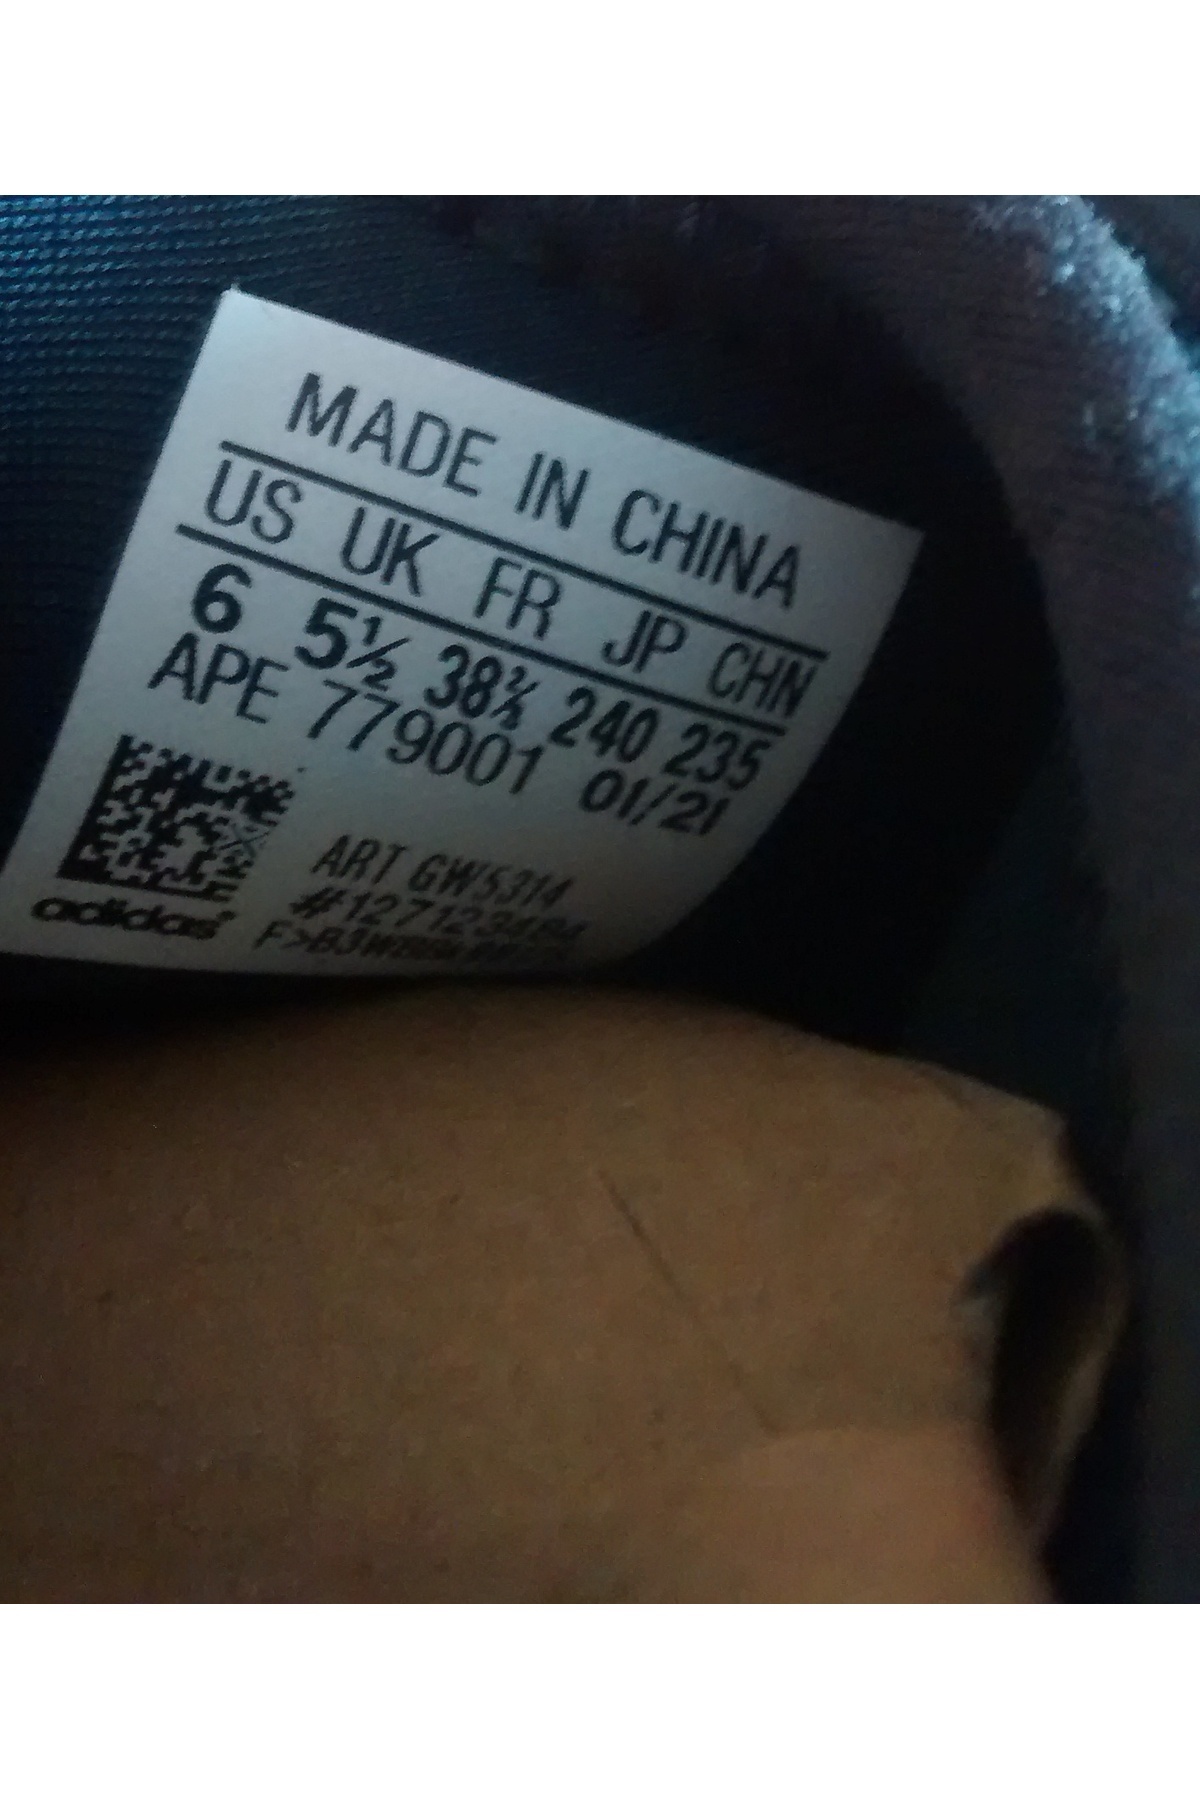 MADE IN CHINA
US UK FR JP CHN
6 5½ 38⅔ 240 235
APE 779001 01/21
ART GW5314
adidas